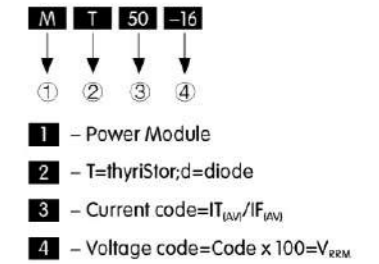 M T 50 –16
① ② ③ ④
1 – Power Module
2 – T=thyriStor;d=diode
3 – Current code=IT(AV)/IF(AV)
4 – Voltage code=Code x 100=VRRM